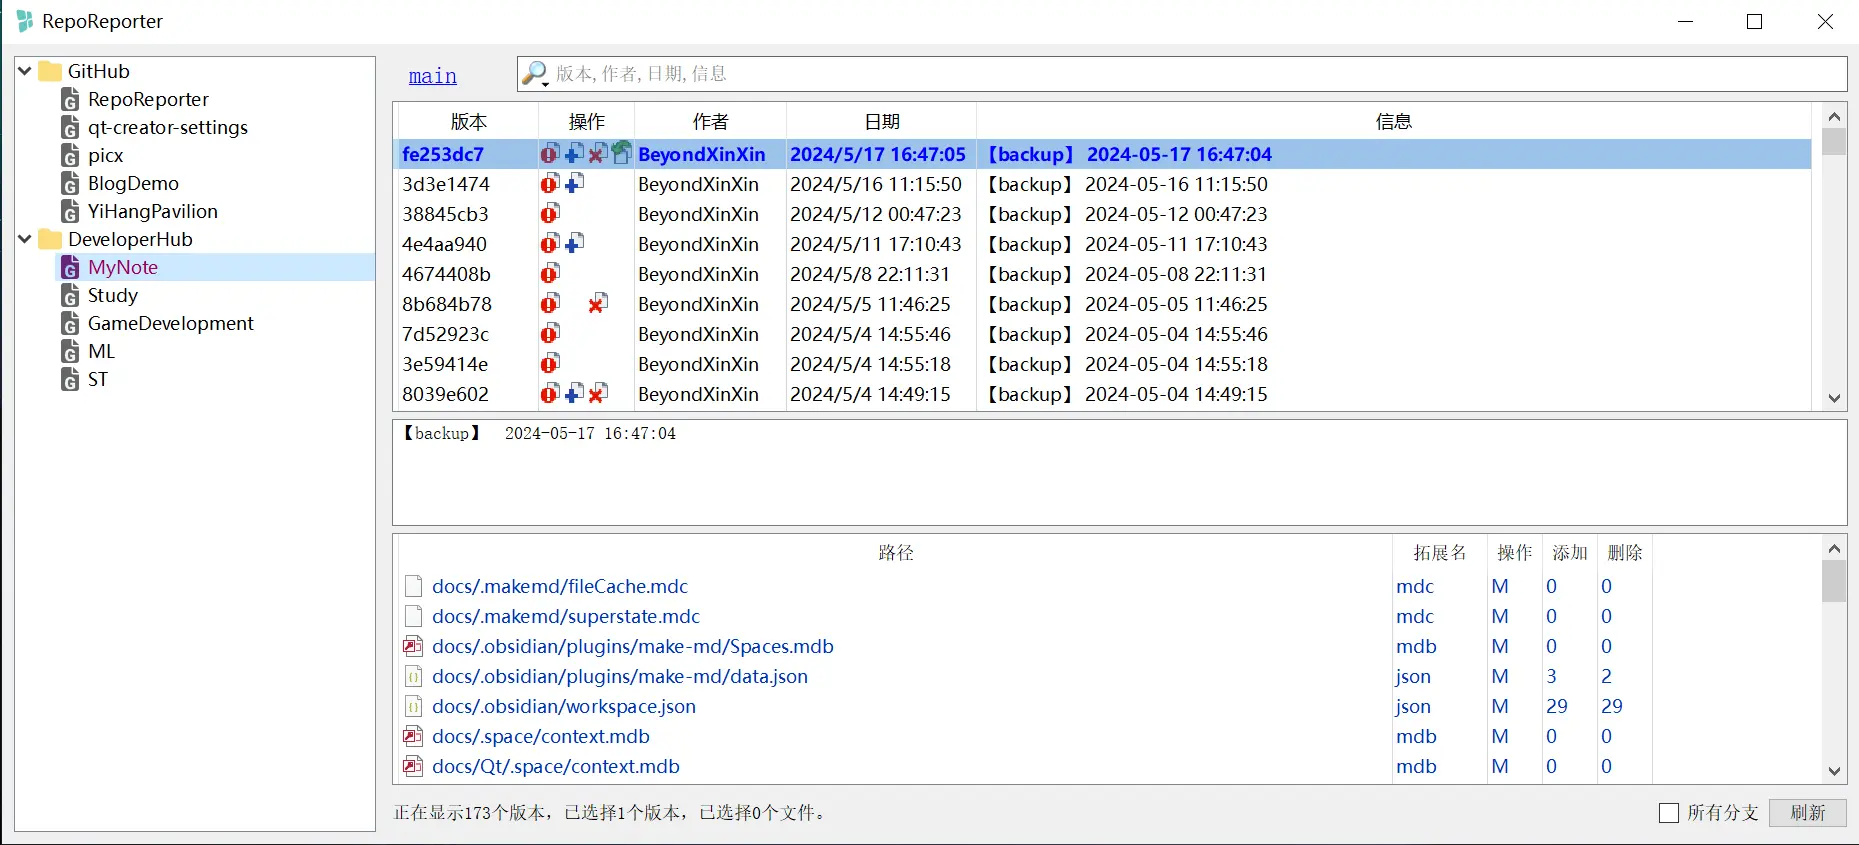 RepoReporter
GitHub
RepoReporter
qt-creator-settings
picx
BlogDemo
YiHangPavilion
DeveloperHub
MyNote
Study
GameDevelopment
ML
ST
main
版本,作者,日期,信息
版本 操作 作者 日期 信息
fe253dc7 BeyondXinXin 2024/5/17 16:47:05 【backup】 2024-05-17 16:47:04
3d3e1474 BeyondXinXin 2024/5/16 11:15:50 【backup】 2024-05-16 11:15:50
38845cb3 BeyondXinXin 2024/5/12 00:47:23 【backup】 2024-05-12 00:47:23
4e4aa940 BeyondXinXin 2024/5/11 17:10:43 【backup】 2024-05-11 17:10:43
4674408b BeyondXinXin 2024/5/8 22:11:31 【backup】 2024-05-08 22:11:31
8b684b78 BeyondXinXin 2024/5/5 11:46:25 【backup】 2024-05-05 11:46:25
7d52923c BeyondXinXin 2024/5/4 14:55:46 【backup】 2024-05-04 14:55:46
3e59414e BeyondXinXin 2024/5/4 14:55:18 【backup】 2024-05-04 14:55:18
8039e602 BeyondXinXin 2024/5/4 14:49:15 【backup】 2024-05-04 14:49:15
【backup】 2024-05-17 16:47:04
路径 拓展名 操作 添加 删除
docs/.makemd/fileCache.mdc mdc M 0 0
docs/.makemd/superstate.mdc mdc M 0 0
docs/.obsidian/plugins/make-md/Spaces.mdb mdb M 0 0
docs/.obsidian/plugins/make-md/data.json json M 3 2
docs/.obsidian/workspace.json json M 29 29
docs/.space/context.mdb mdb M 0 0
docs/Qt/.space/context.mdb mdb M 0 0
正在显示173个版本，已选择1个版本，已选择0个文件。
所有分支 刷新